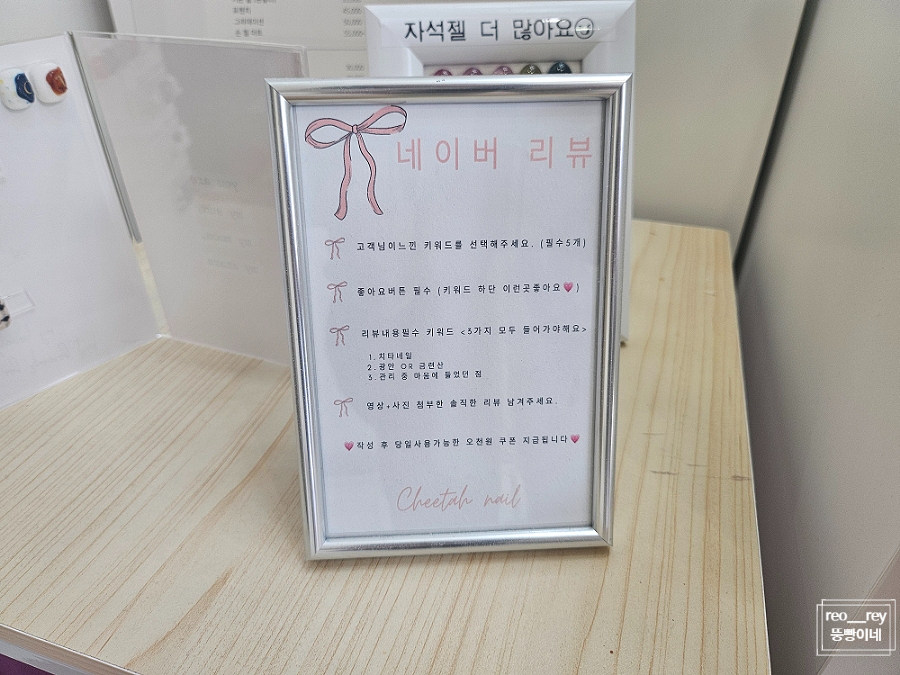 자석젤 더 많아요
네이버 리뷰
고객님이느낀 키워드를 선택해주세요. (필수5개)
좋아요버튼 필수 (키워드 하단 이런곳좋아요💗)
리뷰내용필수 키워드 <3가지 모두 들어가야해요>
1. 치타네일
2. 광안 OR 금련산
3. 관리 중 마음에 들었던 점
영상+사진 첨부한 솔직한 리뷰 남겨주세요.
💗작성 후 당일사용가능한 오천원 쿠폰 지급됩니다💗
Cheetah nail
reo__rey
뚱빵이네